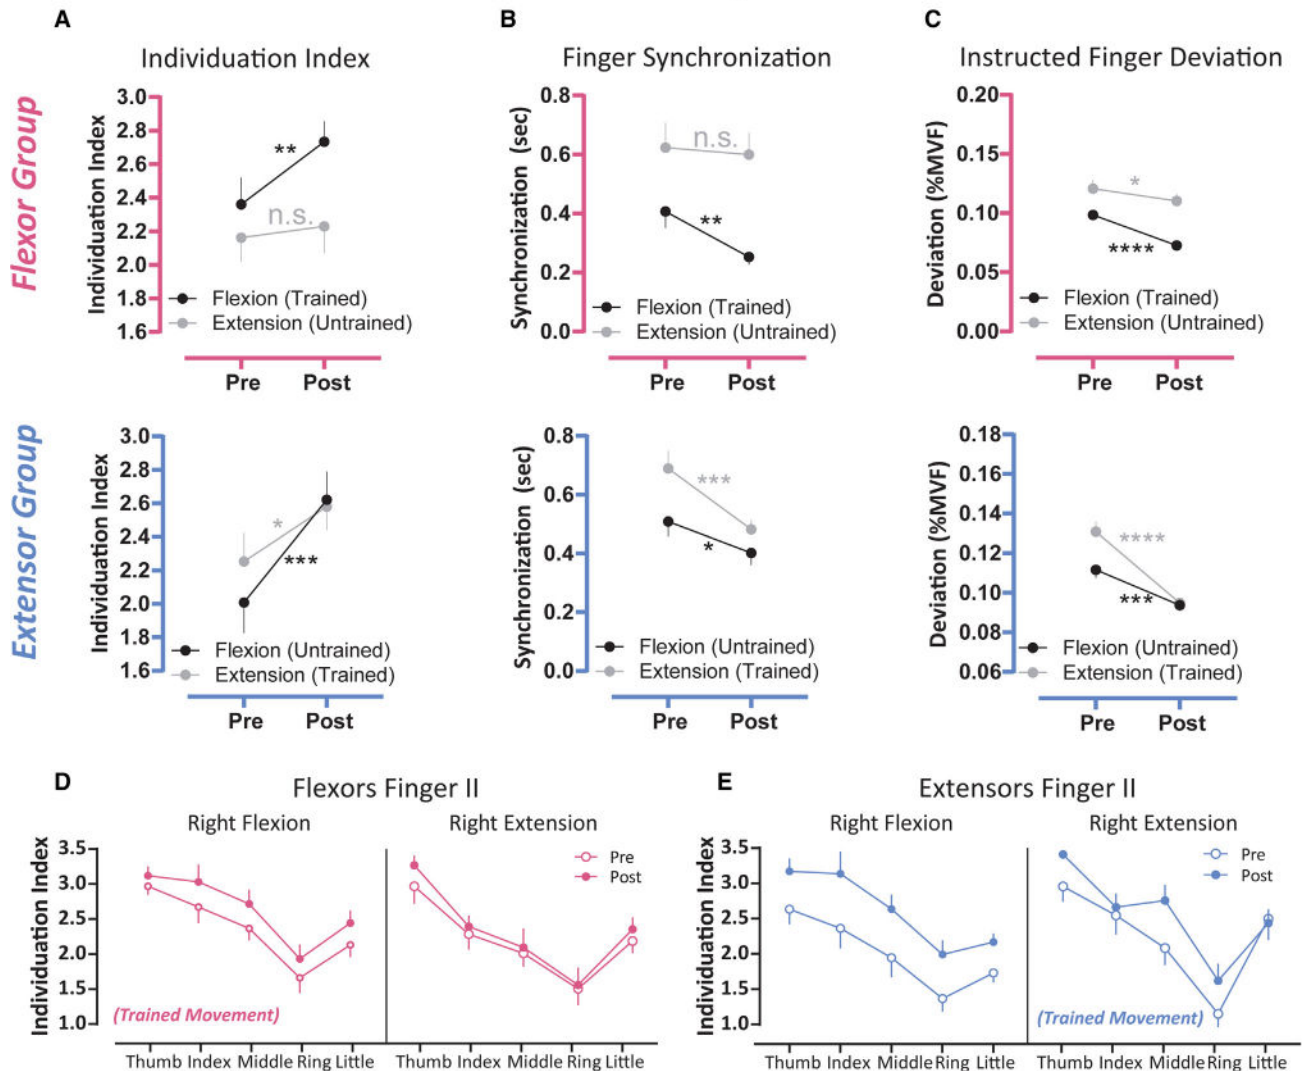 A
B
C
Individuation Index
Finger Synchronization
Instructed Finger Deviation
Flexor Group
Individuation Index
3.0
2.8
2.6
2.4
2.2
2.0
1.8
1.6
**
n.s.
Flexion (Trained)
Extension (Untrained)
Pre Post
Synchronization (sec)
0.8
0.6
0.4
0.2
0.0
n.s.
**
Flexion (Trained)
Extension (Untrained)
Pre Post
Deviation (%MVF)
0.20
0.15
0.10
0.05
0.00
*
****
Flexion (Trained)
Extension (Untrained)
Pre Post
Extensor Group
Individuation Index
3.0
2.8
2.6
2.4
2.2
2.0
1.8
1.6
*
***
Flexion (Untrained)
Extension (Trained)
Pre Post
Synchronization (sec)
0.8
0.6
0.4
0.2
0.0
***
*
Flexion (Untrained)
Extension (Trained)
Pre Post
Deviation (%MVF)
0.18
0.16
0.14
0.12
0.10
0.08
0.06
****
***
Flexion (Untrained)
Extension (Trained)
Pre Post
D
Flexors Finger II
Right Flexion
Right Extension
Individuation Index
3.5
3.0
2.5
2.0
1.5
1.0
Pre
Post
(Trained Movement)
Thumb Index Middle Ring Little
Thumb Index Middle Ring Little
E
Extensors Finger II
Right Flexion
Right Extension
Individuation Index
3.5
3.0
2.5
2.0
1.5
1.0
Pre
Post
(Trained Movement)
Thumb Index Middle Ring Little
Thumb Index Middle Ring Little